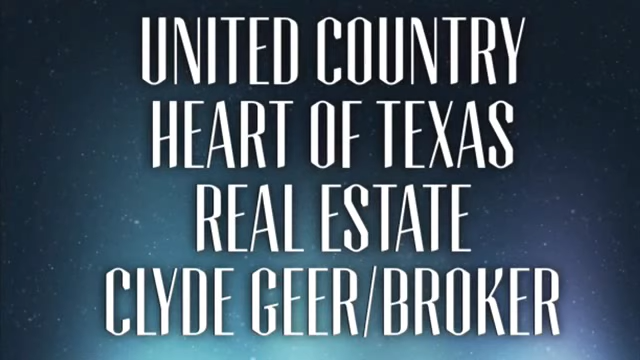 UNITED COUNTRY
HEART OF TEXAS
REAL ESTATE
CLYDE GEER/BROKER